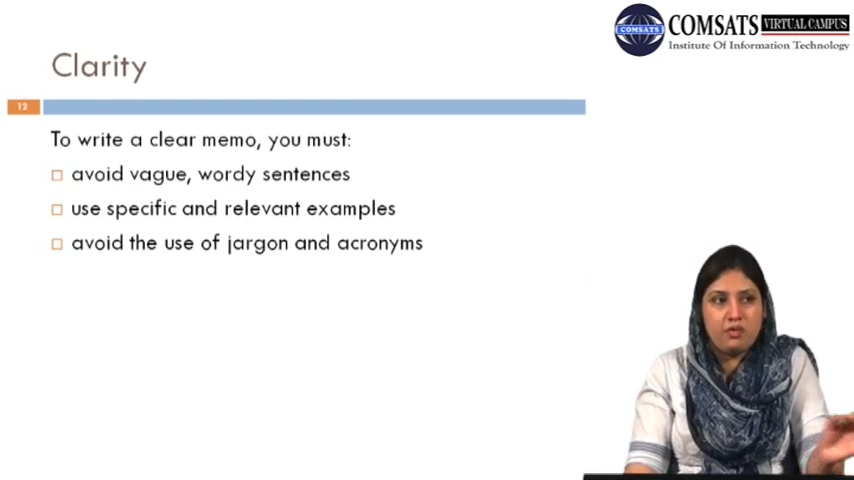 COMSATS VIRTUAL CAMPUS
COMSATS
Institute Of Information Technology
Clarity
12
To write a clear memo, you must:
avoid vague, wordy sentences
use specific and relevant examples
avoid the use of jargon and acronyms